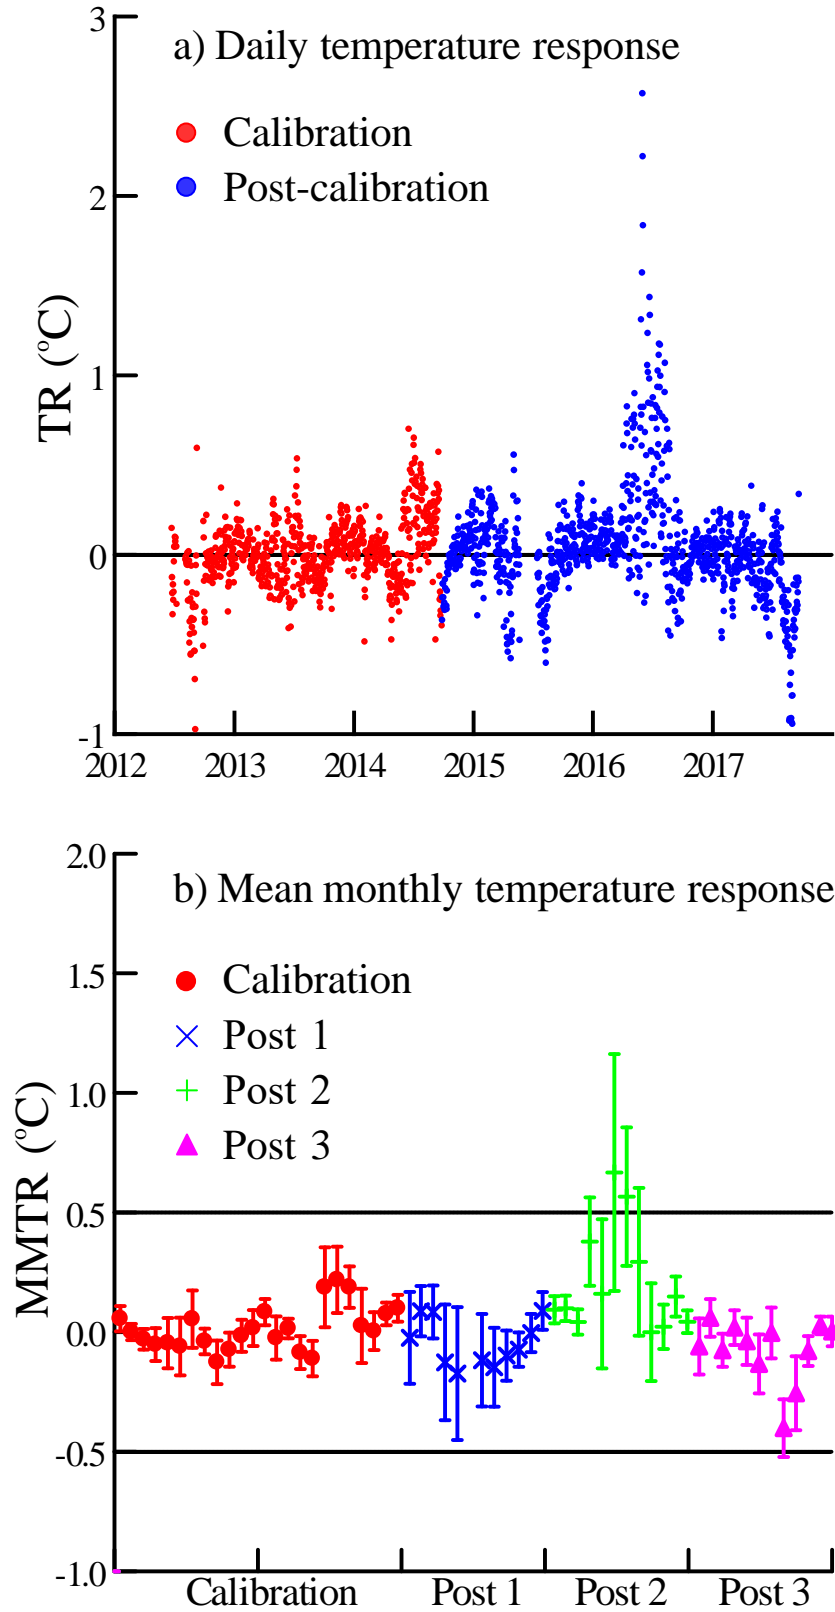 3
a) Daily temperature response
Calibration
Post-calibration
2
TR (°C)
1
0
-1
2012 2013 2014 2015 2016 2017
2.0
b) Mean monthly temperature response
1.5
Calibration
Post 1
1.0
Post 2
Post 3
MMTR (°C)
0.5
0.0
-0.5
-1.0
Calibration Post 1 Post 2 Post 3